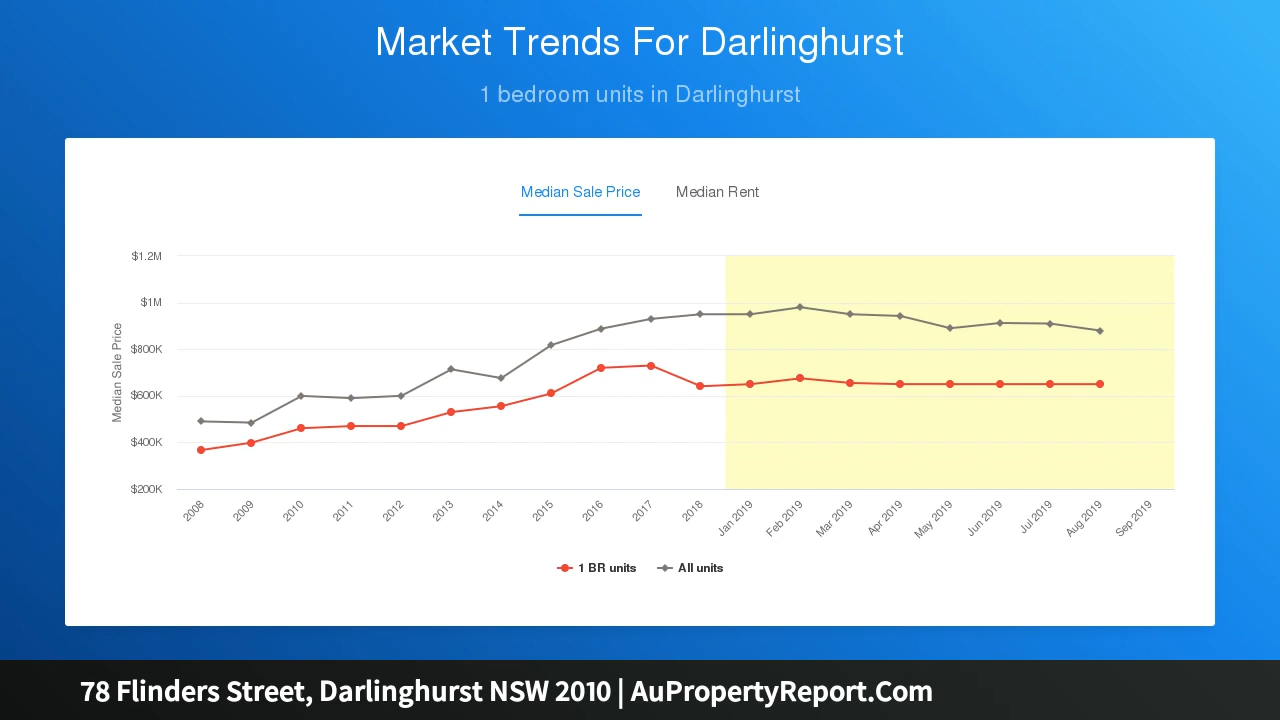 Market Trends For Darlinghurst
1 bedroom units in Darlinghurst
Median Sale Price Median Rent
$1.2M
$1M
$800K
$600K
$400K
$200K
Median Sale Price
2008 2009 2010 2011 2012 2013 2014 2015 2016 2017 2018 Jan 2019 Feb 2019 Mar 2019 Apr 2019 May 2019 Jun 2019 Jul 2019 Aug 2019 Sep 2019
1 BR units All units
78 Flinders Street, Darlinghurst NSW 2010 | AuPropertyReport.Com